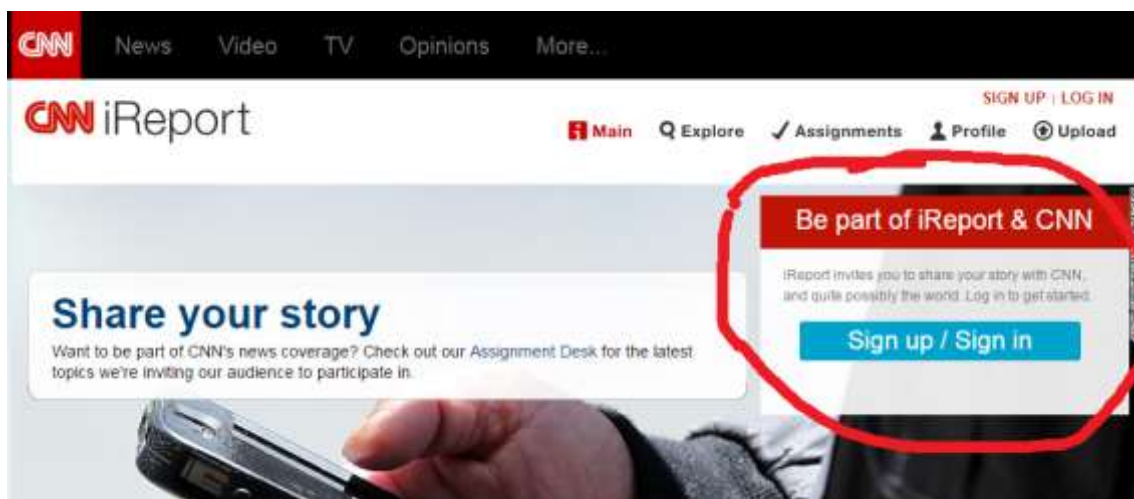 CNN News Video TV Opinions More...
CNN iReport
SIGN UP | LOG IN
Main Explore Assignments Profile Upload
Be part of iReport & CNN
iReport invites you to share your story with CNN,
and quite possibly the world. Log in to get started.
Sign up / Sign in
Share your story
Want to be part of CNN's news coverage? Check out our Assignment Desk for the latest
topics we're inviting our audience to participate in.